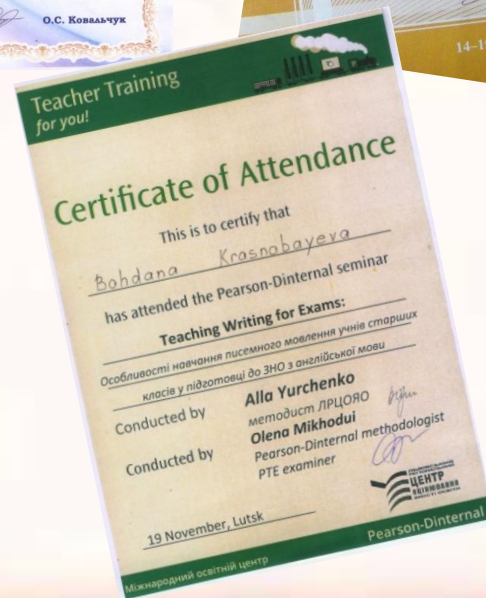 О.С. Ковальчук
Teacher Training
for you!
Certificate of Attendance
This is to certify that
Bohdana Krasnobayeva
has attended the Pearson-Dinternal seminar
Teaching Writing for Exams:
Особливості навчання писемного мовлення учнів старших
класів у підготовці до ЗНО з англійської мови
Conducted by Alla Yurchenko
методист ЛРЦОЯО
Conducted by Olena Mikhodui
Pearson-Dinternal methodologist
PTE examiner
ЦЕНТР
19 November, Lutsk
Pearson-Dinternal
Міжнародний освітній центр